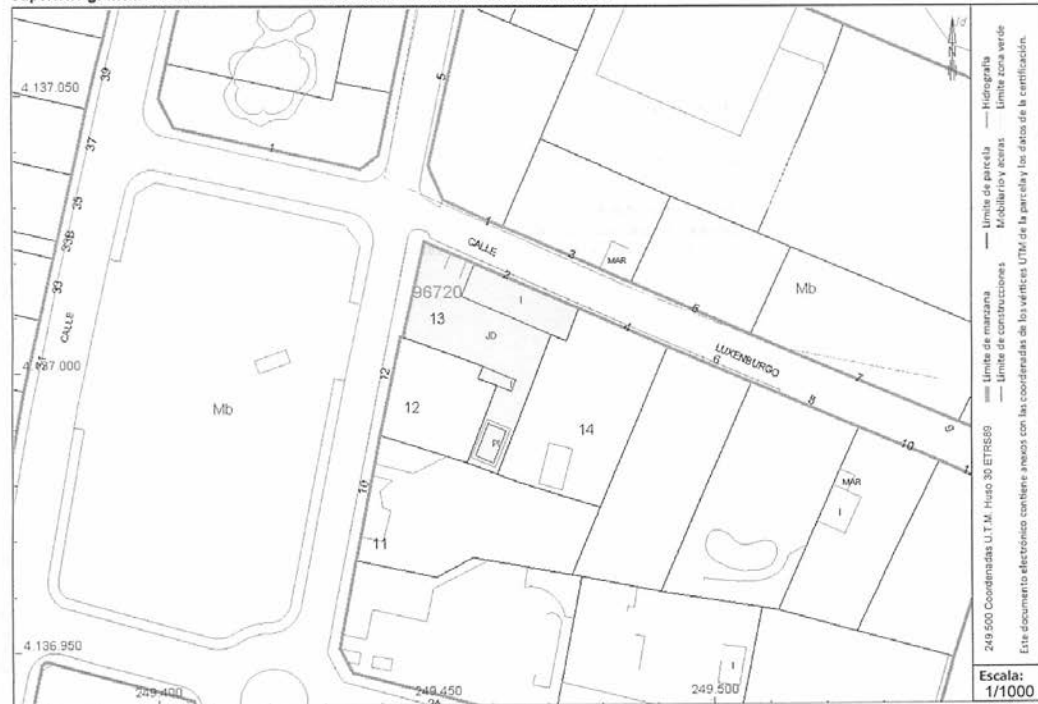 4.137.050
39
37
35
33B
33
CALLE
31
4.137.000
4.136.950
249.400
249.450
249.500
1
5
Mb
96720
13
12
12
10
11
JD
I
PI
14
CALLE
LUXENBURGO
1
3
5
7
9
2
4
6
8
10
MAR
Mb
MAR
I
I
249.500 Coordenadas U.T.M. Huso 30 ETRS89
Límite de manzana
Límite de parcela
Hidrografía
Límite de construcciones
Mobiliario y aceras
Límite zona verde
Este documento electrónico contiene anexos con las coordenadas de los vértices UTM de la parcela y los datos de la certificación.
Escala:
1/1000